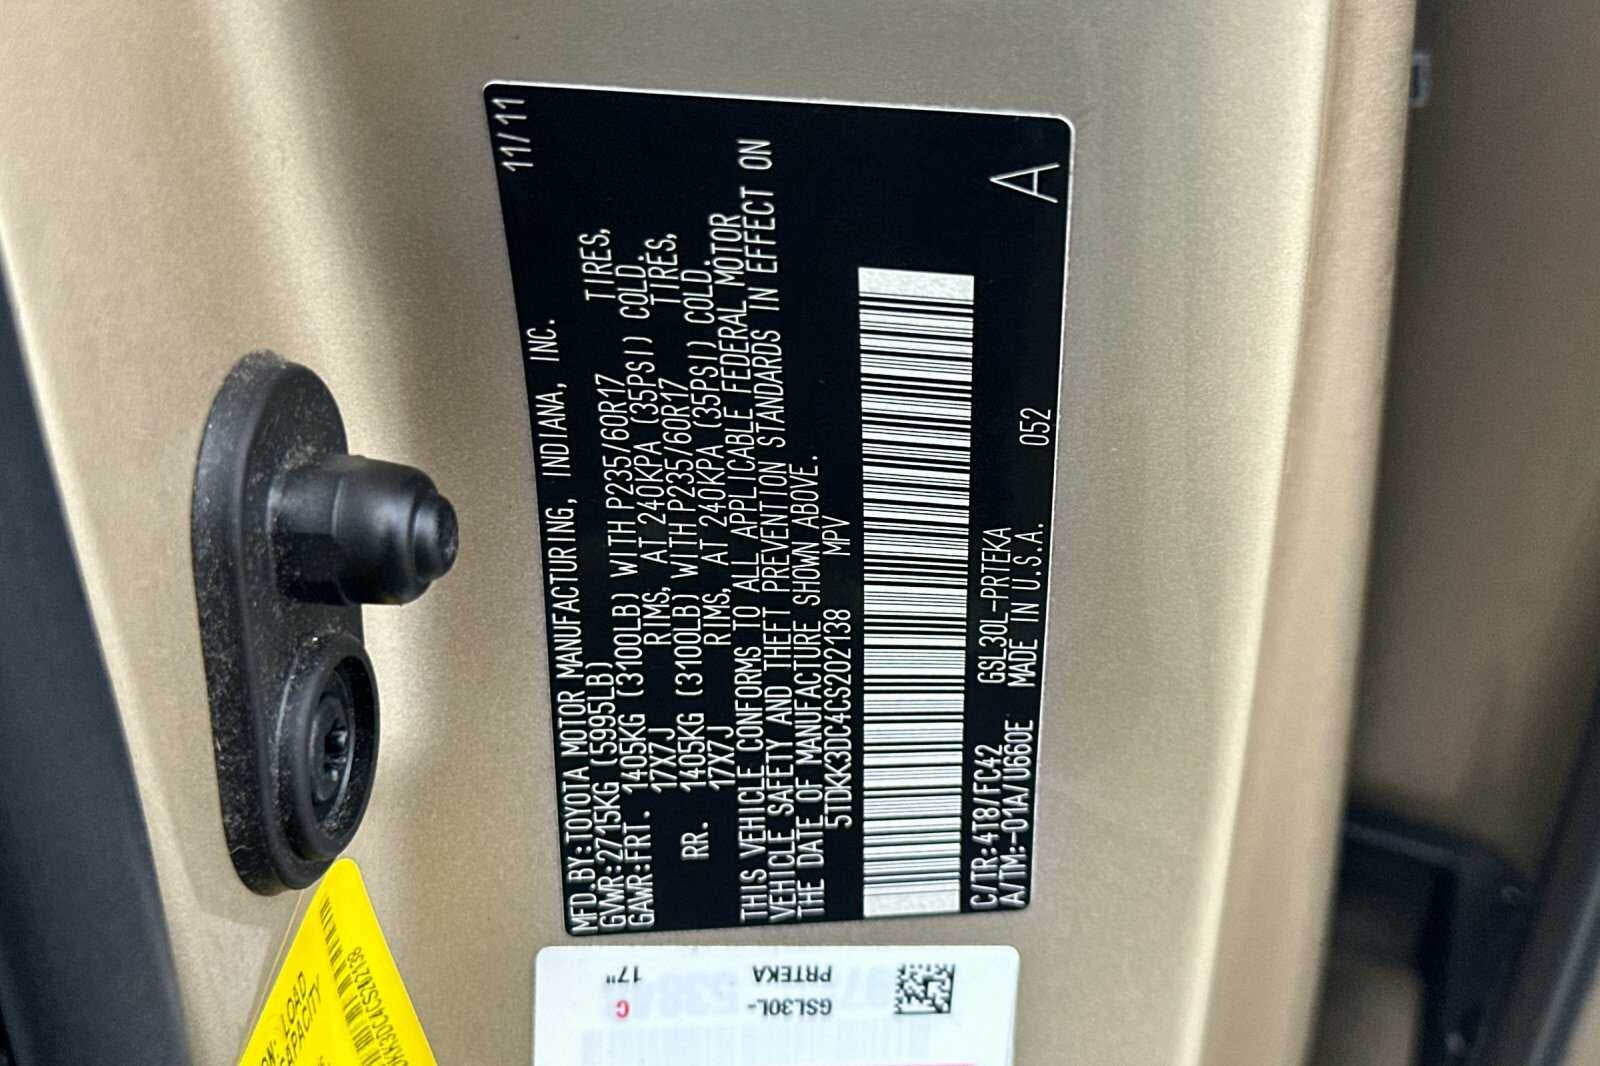 11/11
MFD.BY:TOYOTA MOTOR MANUFACTURING, INDIANA, INC.
GVWR:2715KG (5995LB)
GAWR:FRT. 1405KG (3100LB) WITH P235/60R17 TIRES,
17X7J RIMS, AT 240KPA (35PSI) COLD.
RR. 1405KG (3100LB) WITH P235/60R17 TIRES,
17X7J RIMS, AT 240KPA (35PSI) COLD.
THIS VEHICLE CONFORMS TO ALL APPLICABLE FEDERAL MOTOR
VEHICLE SAFETY AND THEFT PREVENTION STANDARDS IN EFFECT ON
THE DATE OF MANUFACTURE SHOWN ABOVE.
5TDKK3DC4CS202138 MPV
C/TR:4T8/FC42 GSL30L-PRTEKA
A/TM:-01A/U660E MADE IN U.S.A. 052
A
GSL30L-
PRTEKA
C
17"
LOAD
CAPACITY